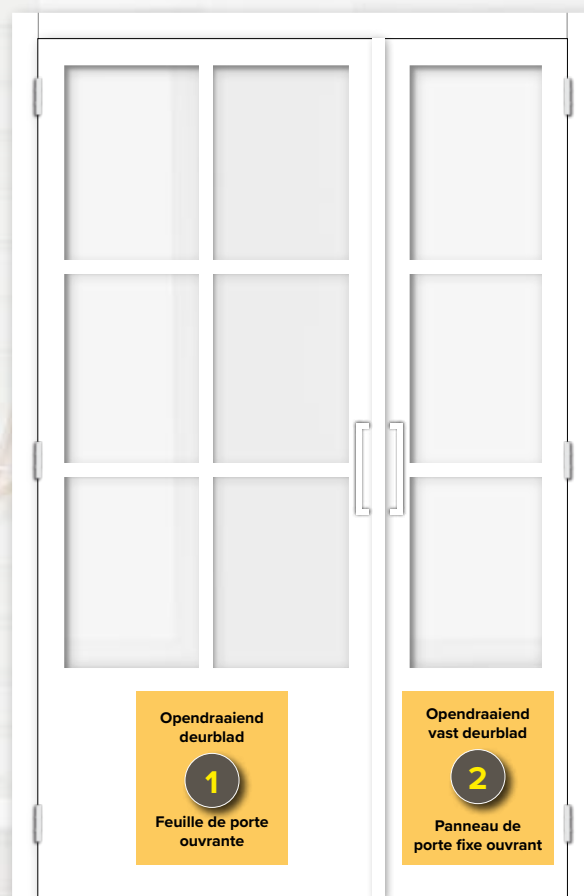 Opendraaiend
deurblad
1
Feuille de porte
ouvrante
Opendraaiend
vast deurblad
2
Panneau de
porte fixe ouvrant